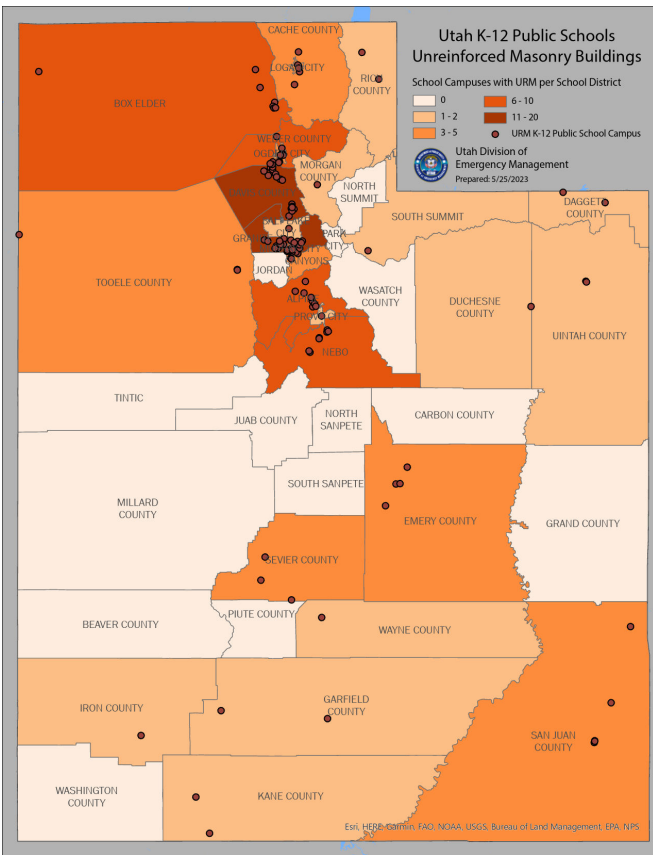 Utah K-12 Public Schools
Unreinforced Masonry Buildings
School Campuses with URM per School District
0
6 - 10
1 - 2
11 - 20
3 - 5
URM K-12 Public School Campus
Utah Division of
Emergency Management
Prepared: 5/25/2023
CACHE COUNTY
LOGAN CITY
RICH
COUNTY
BOX ELDER
WEBER COUNTY
OGDEN CITY
MORGAN
COUNTY
NORTH
SUMMIT
SOUTH SUMMIT
DAGGETT
COUNTY
PARK
CITY
CANYONS
JORDAN
TOOELE COUNTY
WASATCH
COUNTY
DUCHESNE
COUNTY
UINTAH COUNTY
PROVO CITY
NEBO
TINTIC
JUAB COUNTY
NORTH
SANPETE
CARBON COUNTY
SOUTH SANPETE
MILLARD
COUNTY
EMERY COUNTY
GRAND COUNTY
SEVIER COUNTY
PIUTE COUNTY
BEAVER COUNTY
WAYNE COUNTY
IRON COUNTY
GARFIELD
COUNTY
SAN JUAN
COUNTY
WASHINGTON
COUNTY
KANE COUNTY
Esri, HERE, Garmin, FAO, NOAA, USGS, Bureau of Land Management, EPA, NPS